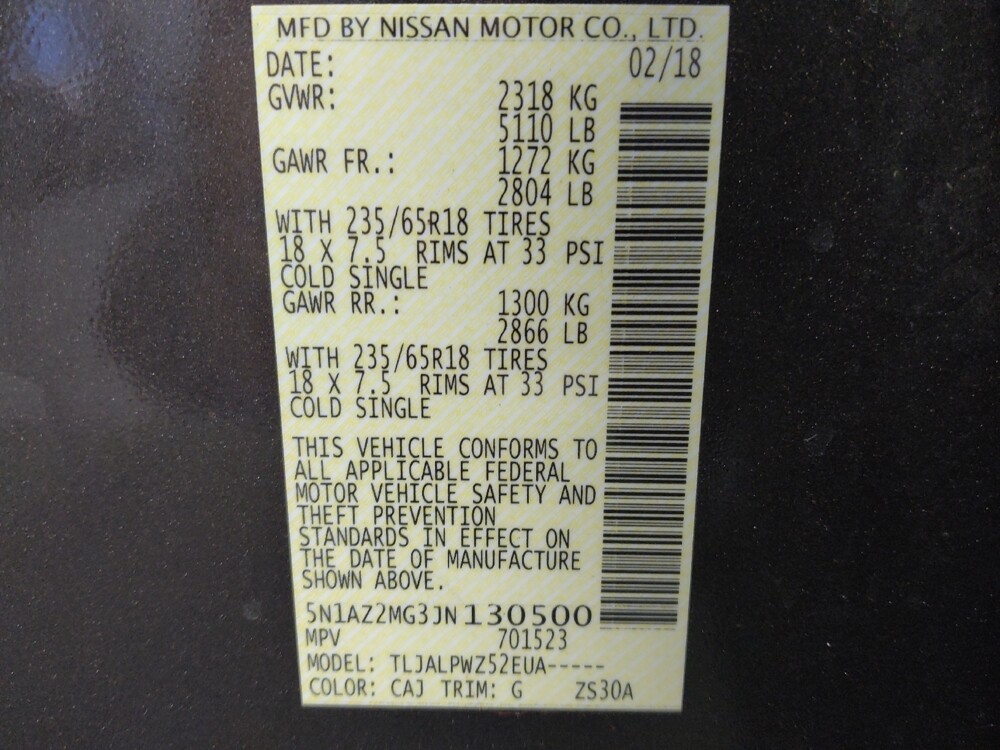 MFD BY NISSAN MOTOR CO., LTD.
DATE: 02/18
GVWR: 2318 KG
5110 LB
GAWR FR.: 1272 KG
2804 LB
WITH 235/65R18 TIRES
18 X 7.5 RIMS AT 33 PSI
COLD SINGLE
GAWR RR.: 1300 KG
2866 LB
WITH 235/65R18 TIRES
18 X 7.5 RIMS AT 33 PSI
COLD SINGLE
THIS VEHICLE CONFORMS TO
ALL APPLICABLE FEDERAL
MOTOR VEHICLE SAFETY AND
THEFT PREVENTION
STANDARDS IN EFFECT ON
THE DATE OF MANUFACTURE
SHOWN ABOVE.
5N1AZ2MG3JN130500
MPV 701523
MODEL: TLJALPWZ52EUA-----
COLOR: CAJ TRIM: G ZS30A